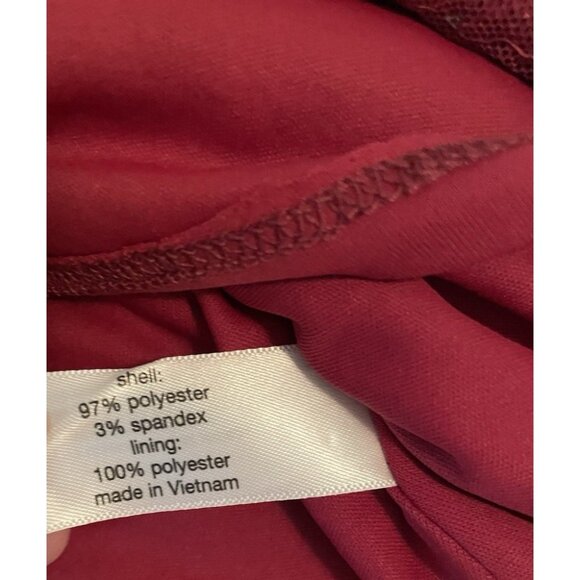 shell:
97% polyester
3% spandex
lining:
100% polyester
made in Vietnam